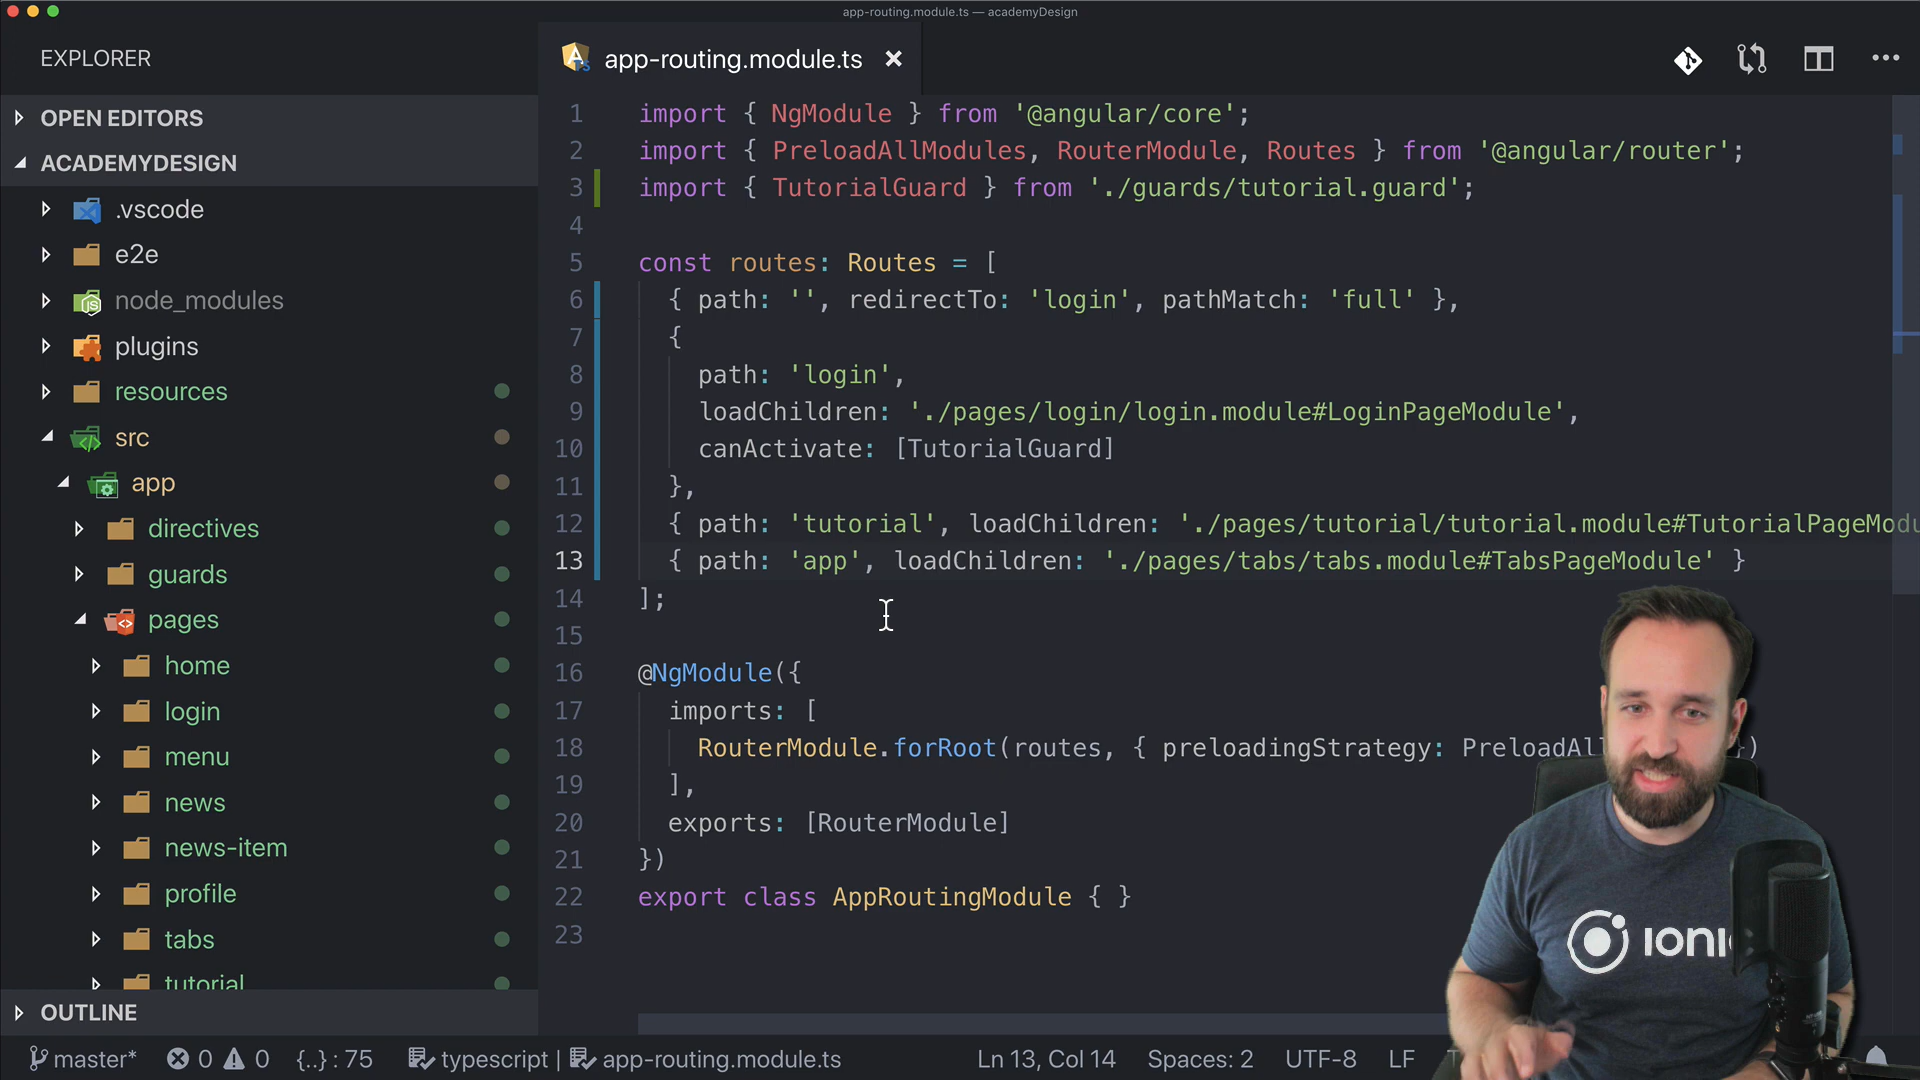 app-routing.module.ts — academyDesign
EXPLORER
OPEN EDITORS
ACADEMYDESIGN
.vscode
e2e
node_modules
plugins
resources
src
app
directives
guards
pages
home
login
menu
news
news-item
profile
tabs
tutorial
OUTLINE
app-routing.module.ts
1 import { NgModule } from '@angular/core';
2 import { PreloadAllModules, RouterModule, Routes } from '@angular/router';
3 import { TutorialGuard } from './guards/tutorial.guard';
4
5 const routes: Routes = [
6 { path: '', redirectTo: 'login', pathMatch: 'full' },
7 {
8 path: 'login',
9 loadChildren: './pages/login/login.module#LoginPageModule',
10 canActivate: [TutorialGuard]
11 },
12 { path: 'tutorial', loadChildren: './pages/tutorial/tutorial.module#TutorialPageModu
13 { path: 'app', loadChildren: './pages/tabs/tabs.module#TabsPageModule' }
14 ];
15
16 @NgModule({
17 imports: [
18 RouterModule.forRoot(routes, { preloadingStrategy: PreloadAll })
19 ],
20 exports: [RouterModule]
21 })
22 export class AppRoutingModule { }
23
IONI
master* 0 0 {..} : 75 typescript | app-routing.module.ts Ln 13, Col 14 Spaces: 2 UTF-8 LF